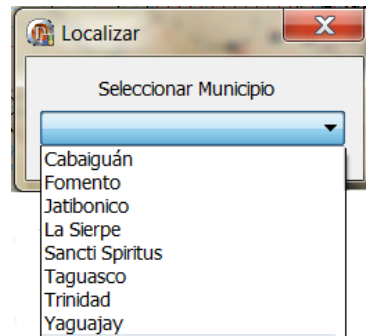 Localizar
Seleccionar Municipio
Cabaiguán
Fomento
Jatibonico
La Sierpe
Sancti Spiritus
Taguasco
Trinidad
Yaguajay